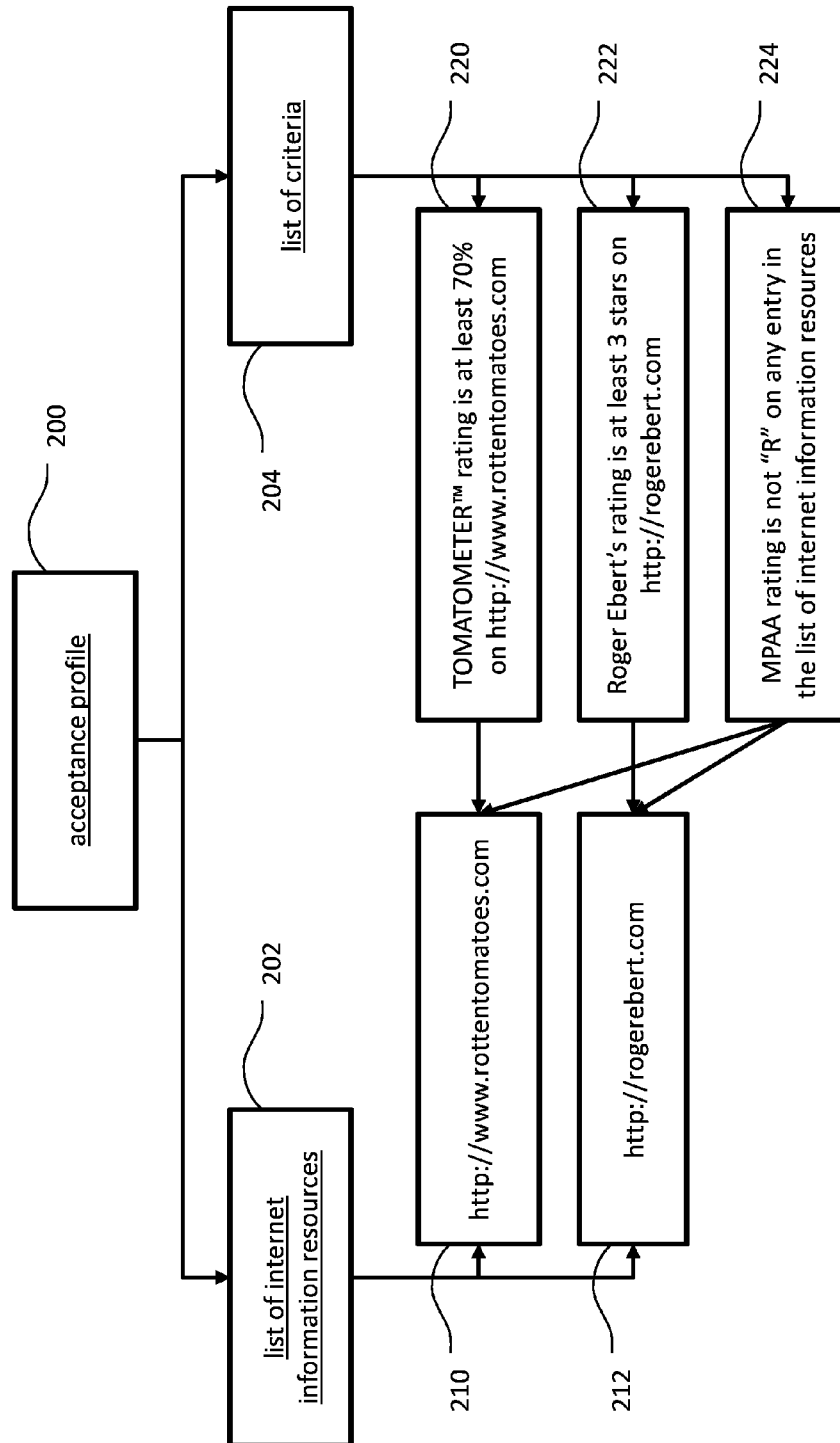 200
acceptance profile
202
list of internet
information resources
204
list of criteria
210
http://www.rottentomatoes.com
220
TOMATOMETER™ rating is at least 70%
on http://www.rottentomatoes.com
212
http://rogerebert.com
222
Roger Ebert's rating is at least 3 stars on
http://rogerebert.com
224
MPAA rating is not “R” on any entry in
the list of internet information resources